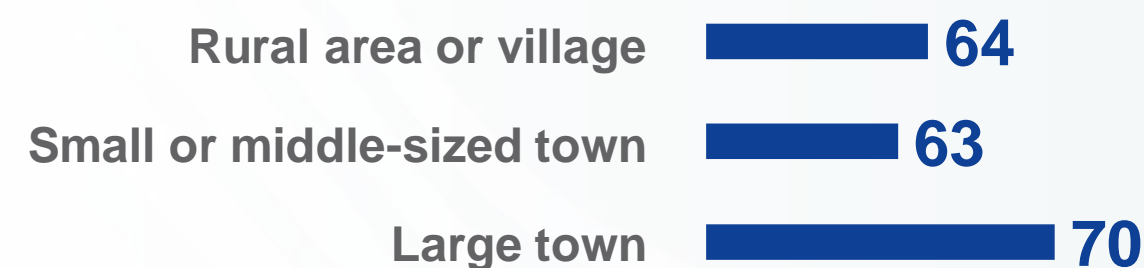 Rural area or village 64
Small or middle-sized town 63
Large town 70